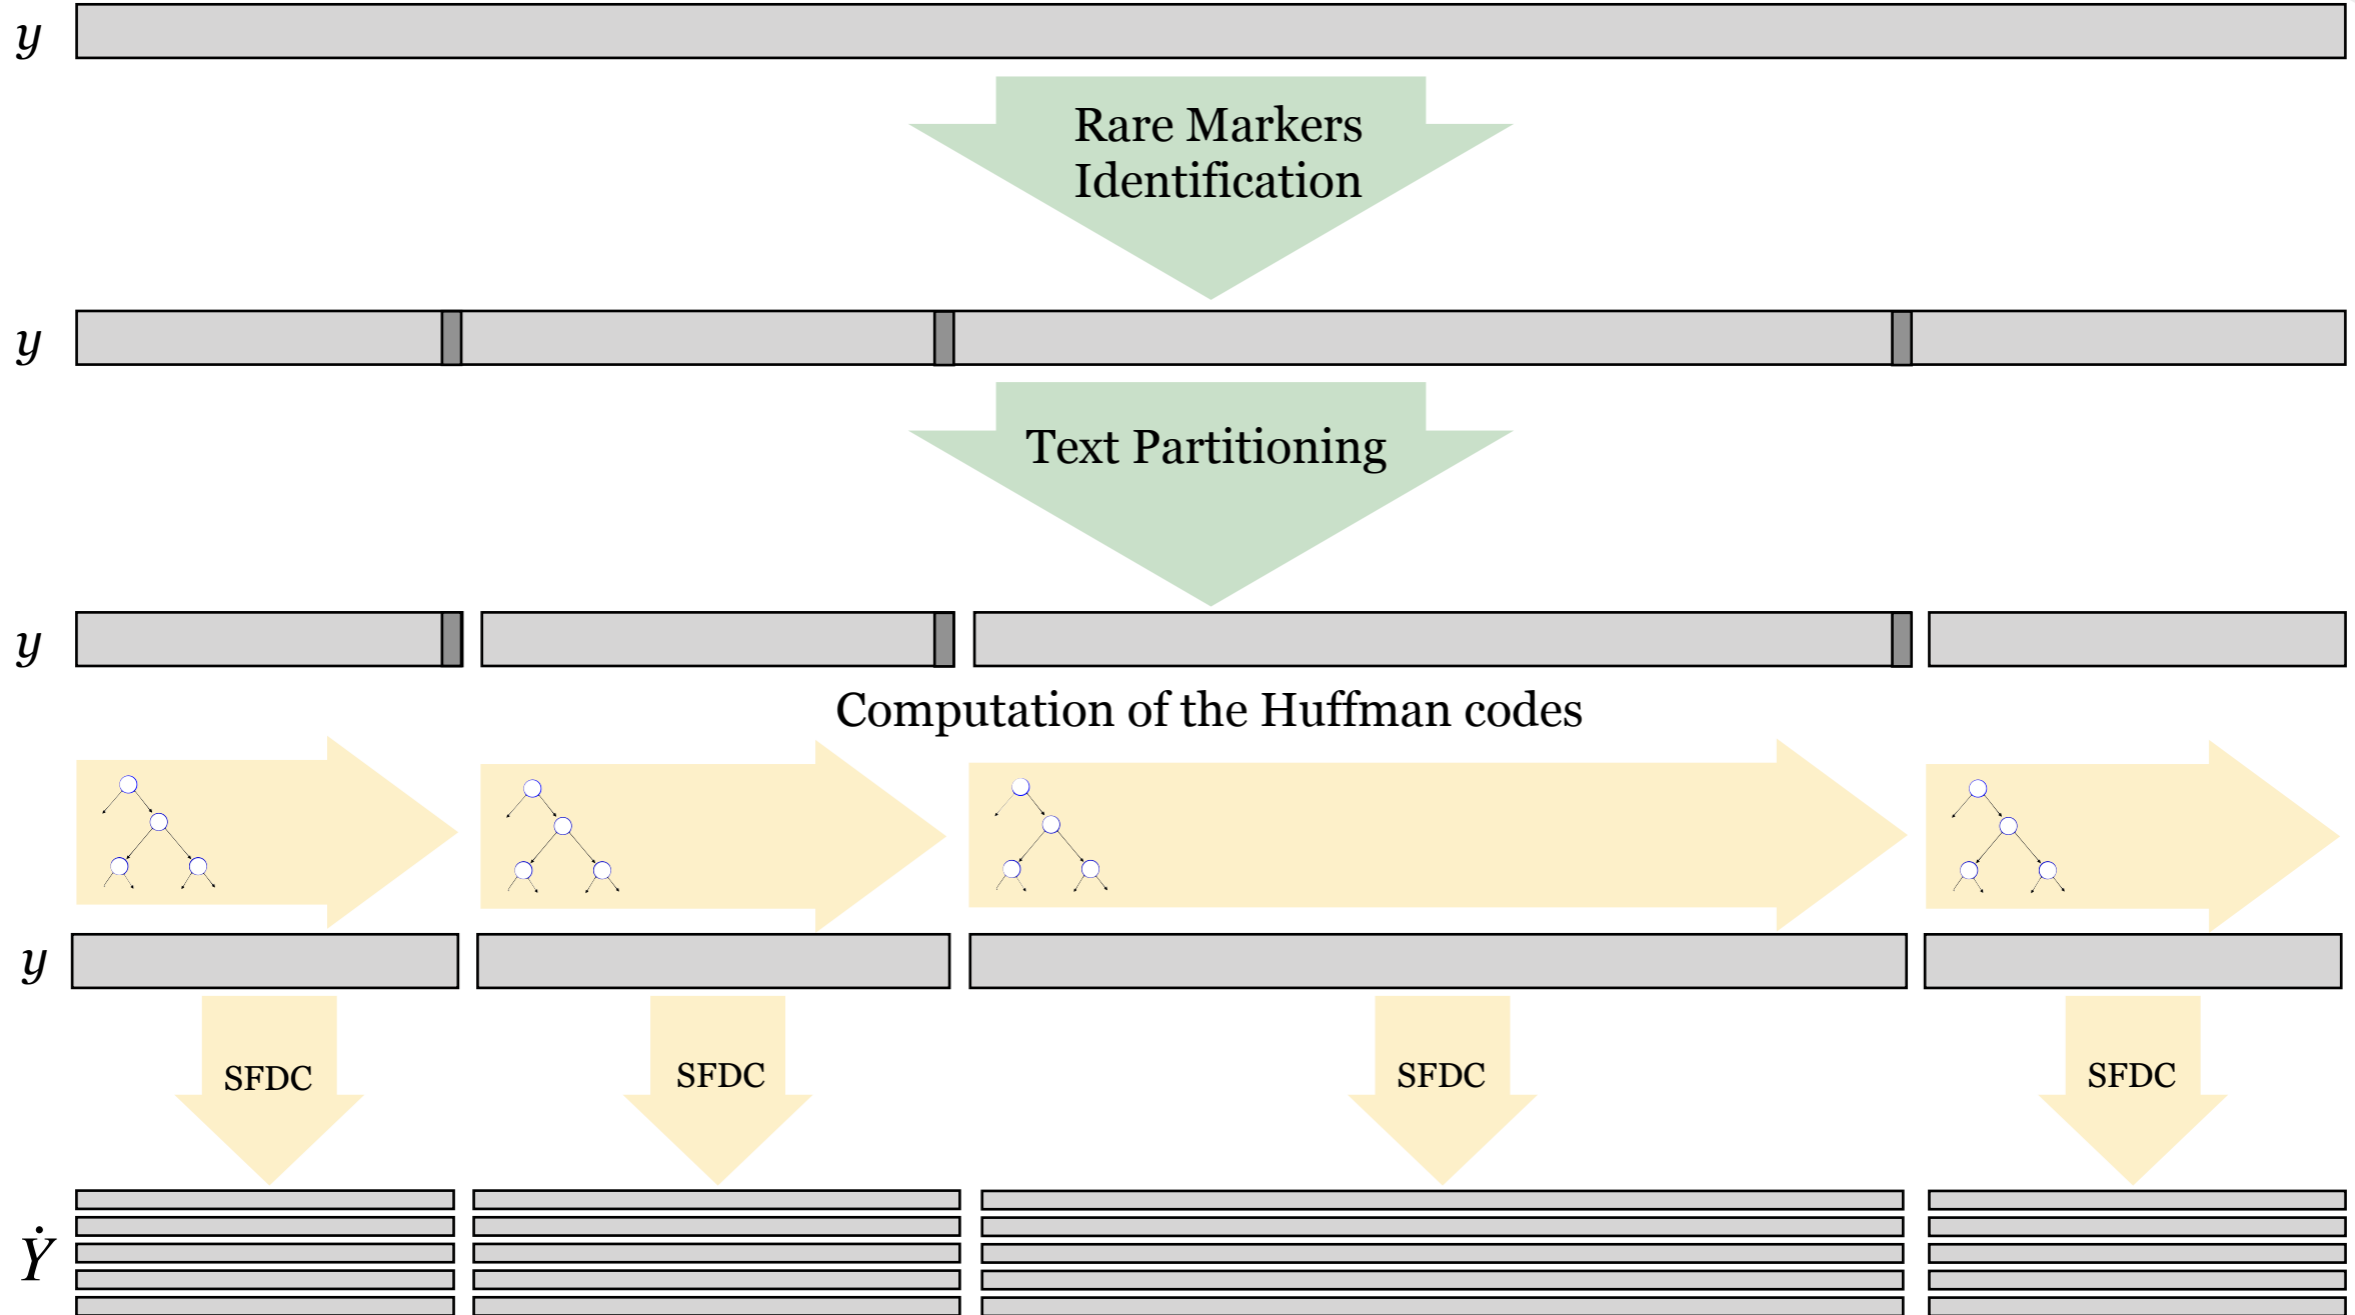 y
Rare Markers
Identification
y
Text Partitioning
y
Computation of the Huffman codes
y
SFDC SFDC SFDC SFDC
Ẏ